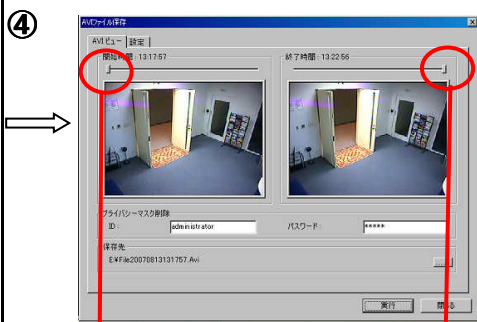 ④
AVIファイル保存
AVIビュー 設定
開始時間 : 13:17:57
終了時間 : 13:22:56
プライバシーマスク削除
ID : administrator パスワード : *****
保存先
E:¥File20070813131757.Avi
......
実行 閉じる